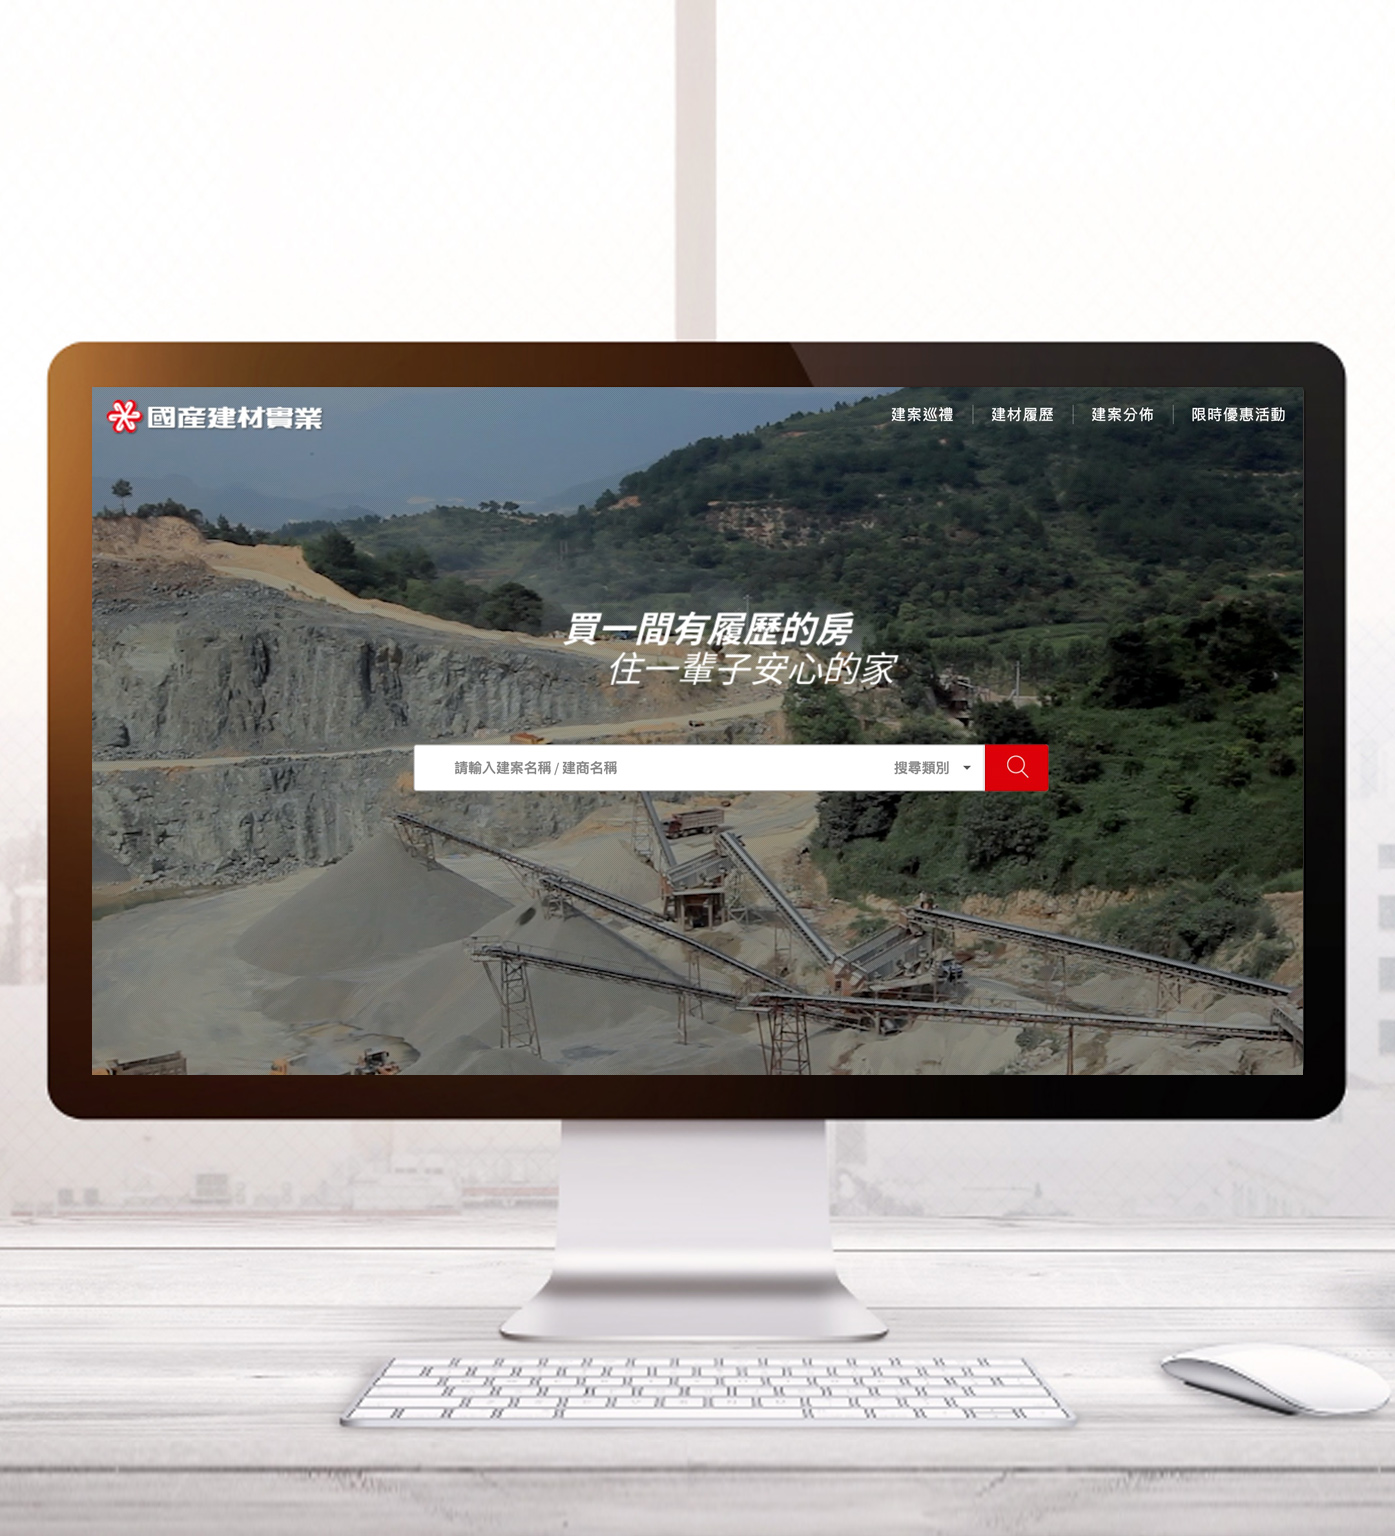 國産建材實業
建案巡禮
建材履歷
建案分佈
限時優惠活動
買一間有履歷的房
住一輩子安心的家
請輸入建案名稱 / 建商名稱
搜尋類別